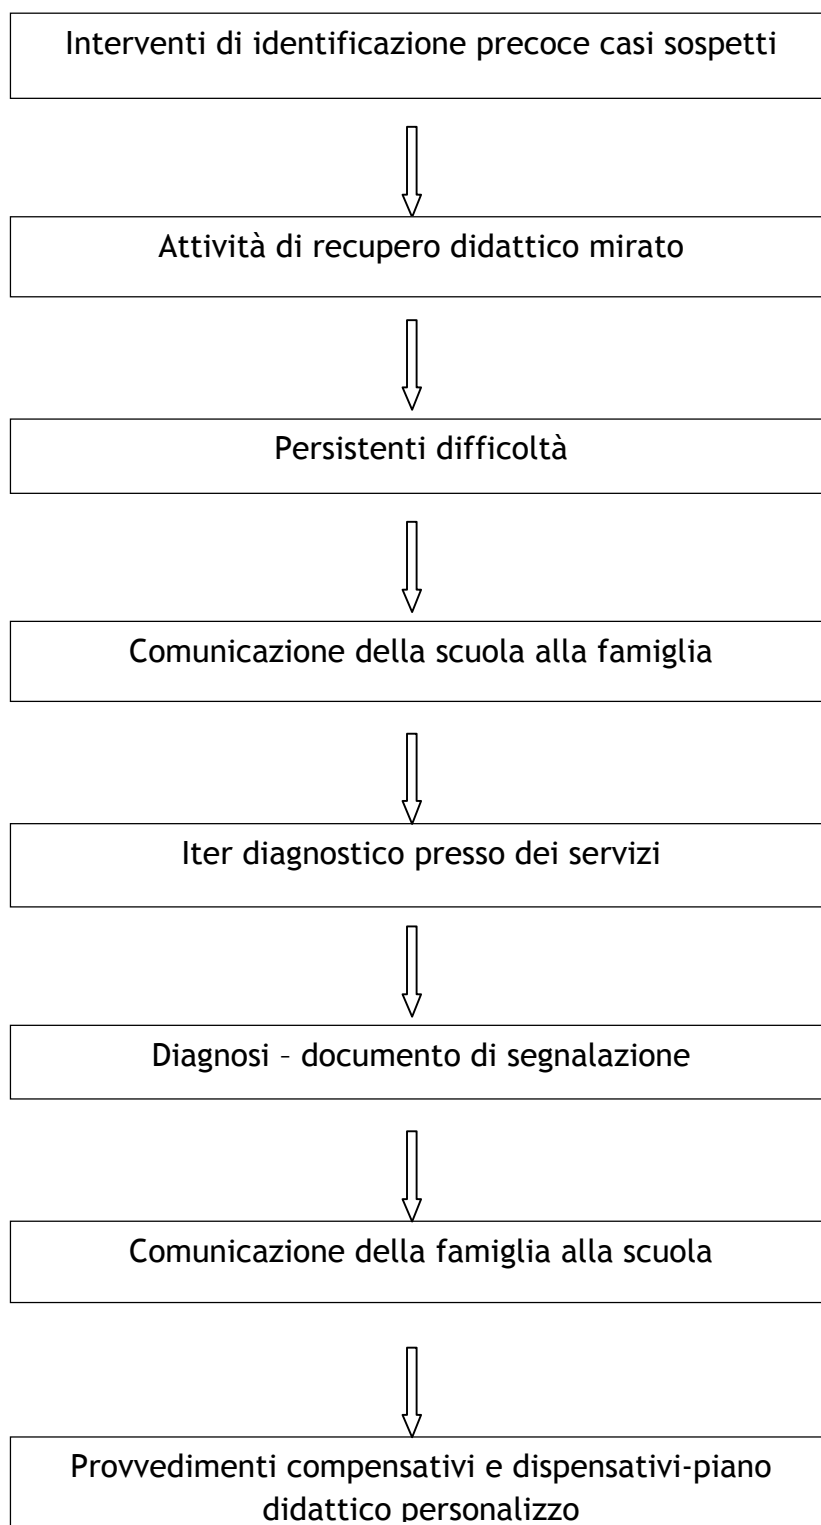 Interventi di identificazione precoce casi sospetti
Attività di recupero didattico mirato
Persistenti difficoltà
Comunicazione della scuola alla famiglia
Iter diagnostico presso dei servizi
Diagnosi – documento di segnalazione
Comunicazione della famiglia alla scuola
Provvedimenti compensativi e dispensativi-piano
didattico personalizzo